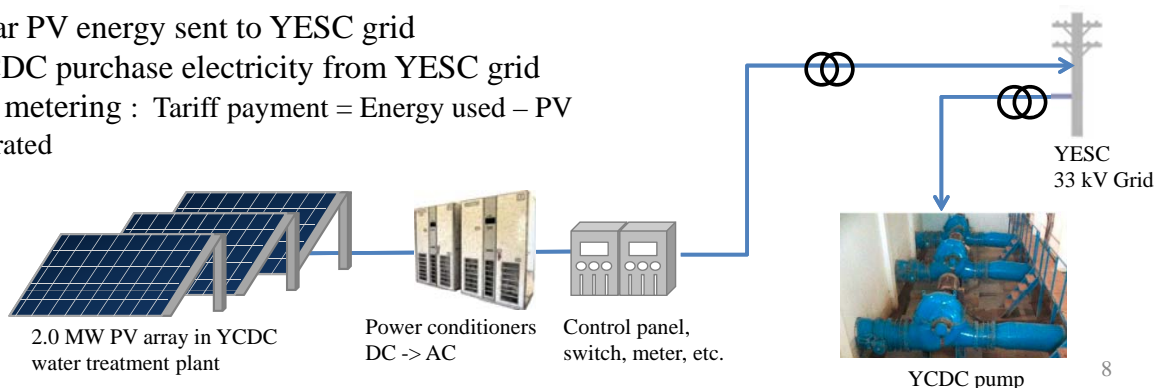 ar PV energy sent to YESC grid
DC purchase electricity from YESC grid
metering : Tariff payment = Energy used – PV
rated
YESC
33 kV Grid
2.0 MW PV array in YCDC
water treatment plant
Power conditioners
DC -> AC
Control panel,
switch, meter, etc.
YCDC pump
8